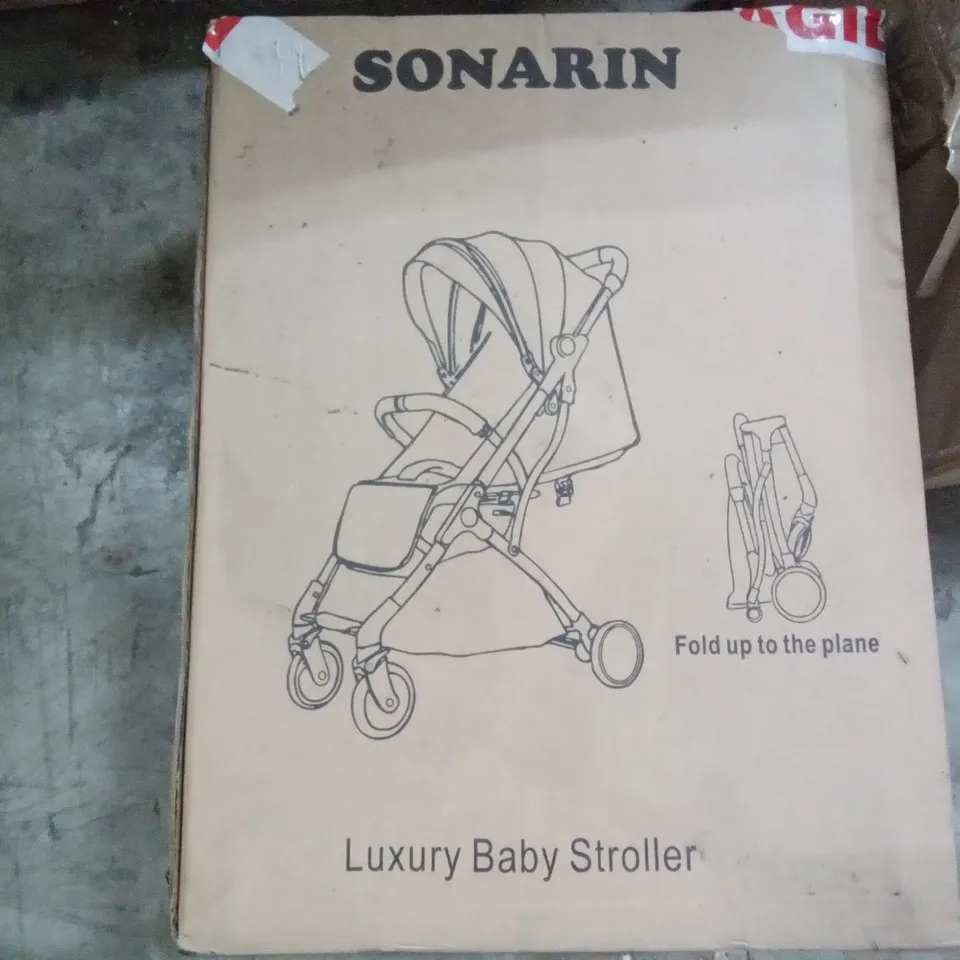 SONARIN
Fold up to the plane
Luxury Baby Stroller